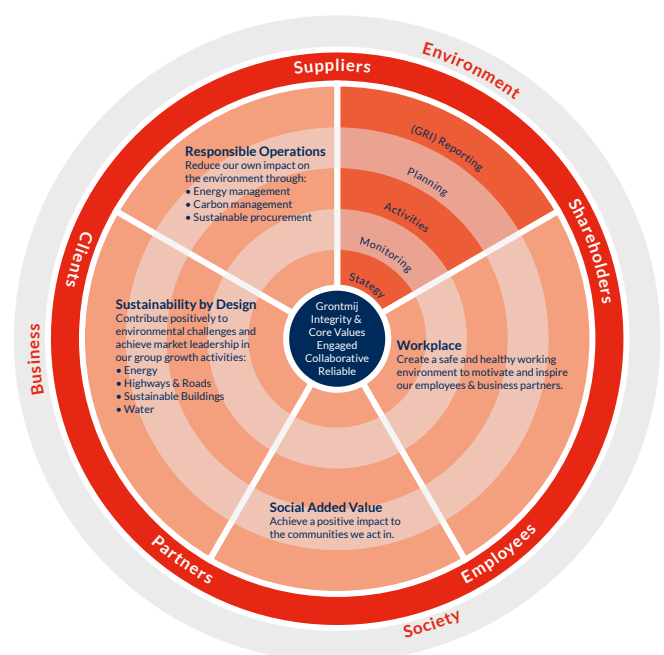 Environment
Suppliers
(GRI) Reporting
Planning
Activities
Monitoring
Stategy
Responsible Operations
Reduce our own impact on
the environment through:
• Energy management
• Carbon management
• Sustainable procurement
Clients
Shareholders
Business
Sustainability by Design
Contribute positively to
environmental challenges and
achieve market leadership in
our group growth activities:
• Energy
• Highways & Roads
• Sustainable Buildings
• Water
Grontmij
Integrity &
Core Values
Engaged
Collaborative
Reliable
Workplace
Create a safe and healthy working
environment to motivate and inspire
our employees & business partners.
Social Added Value
Achieve a positive impact to
the communities we act in.
Partners
Employees
Society